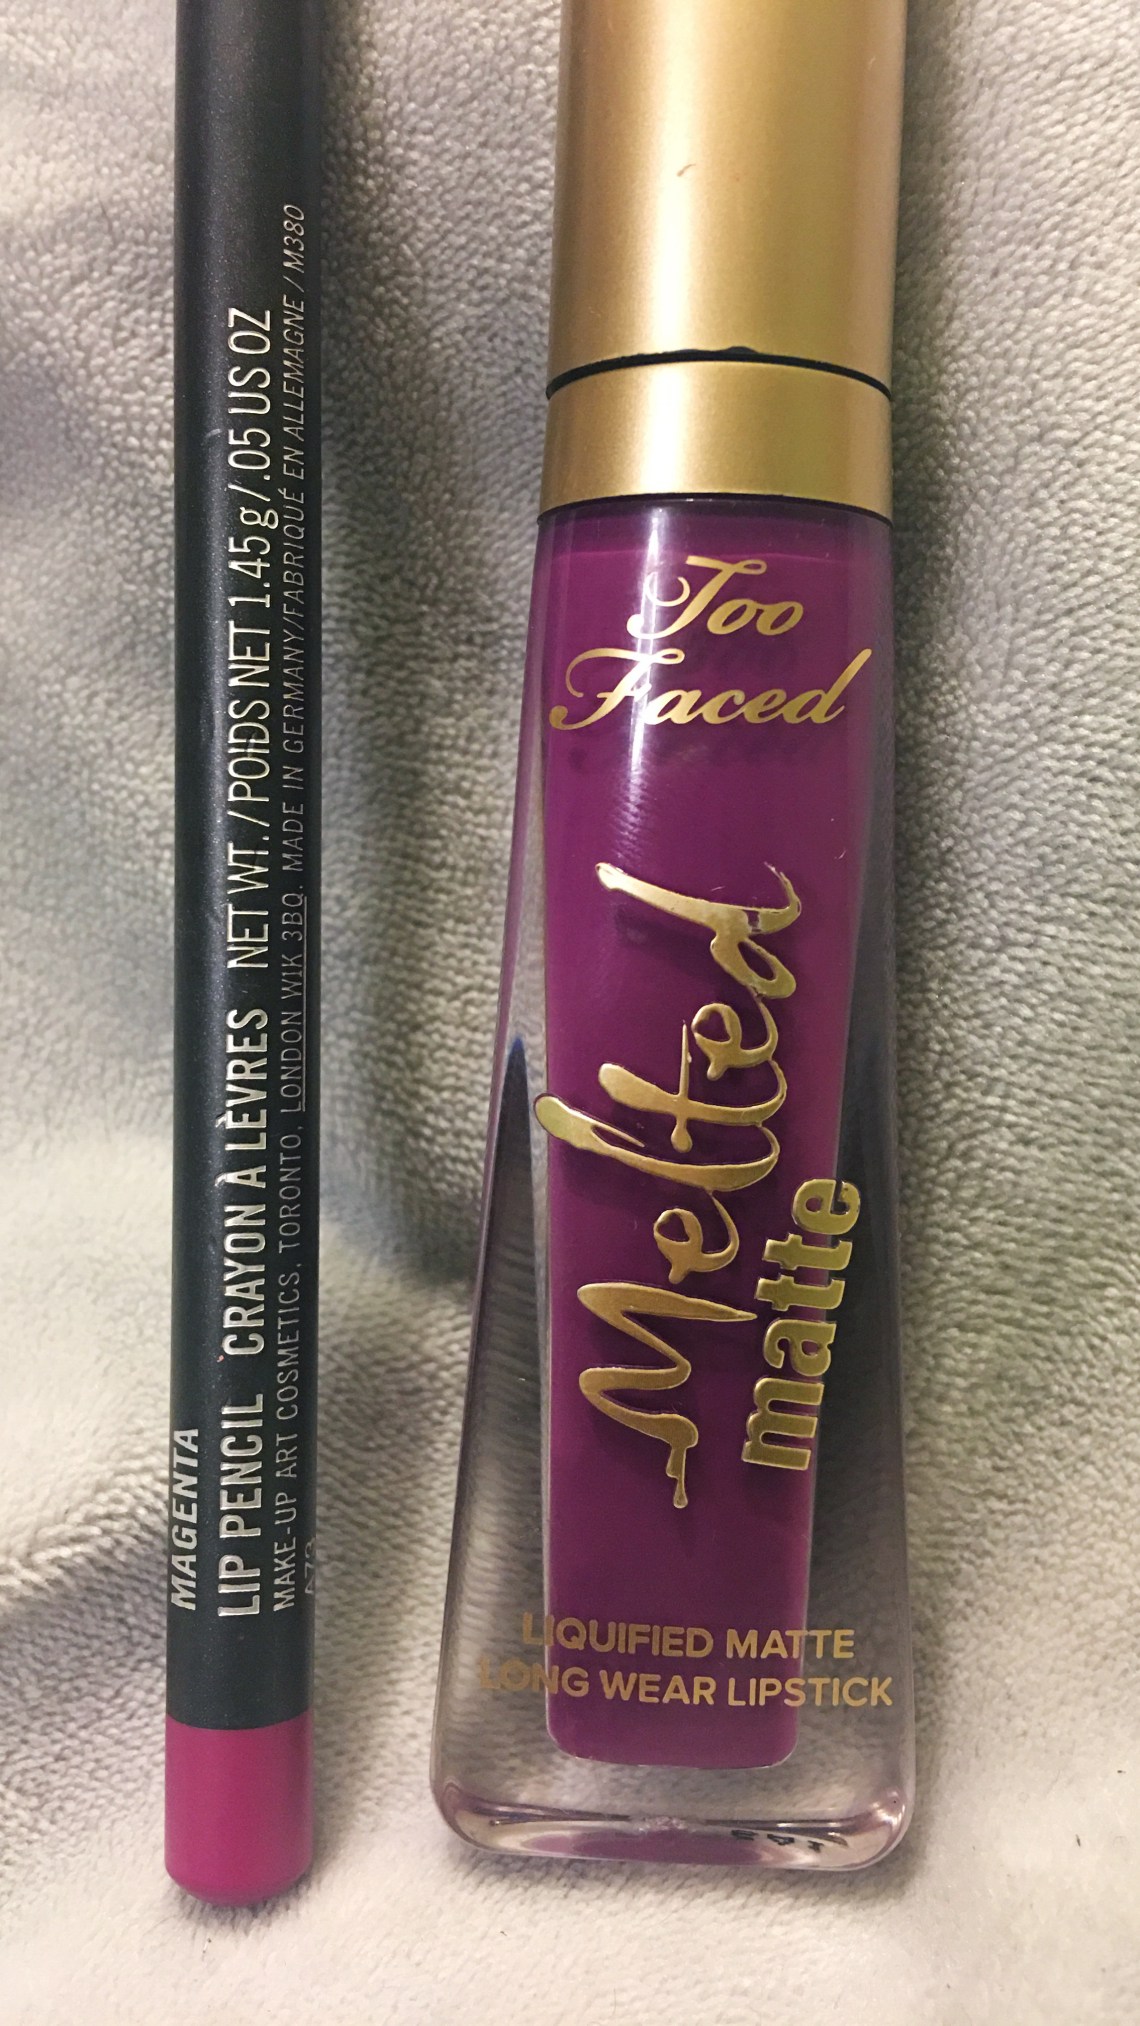 MAGENTA
LIP PENCIL CRAYON À LÈVRES NET WT./POIDS NET 1.45 g/.05 US OZ
MAKE-UP ART COSMETICS, TORONTO, LONDON W1K 3BQ. MADE IN GERMANY/FABRIQUÉ EN ALLEMAGNE / M380
Too
Faced
Melted
matte
LIQUIFIED MATTE
LONG WEAR LIPSTICK